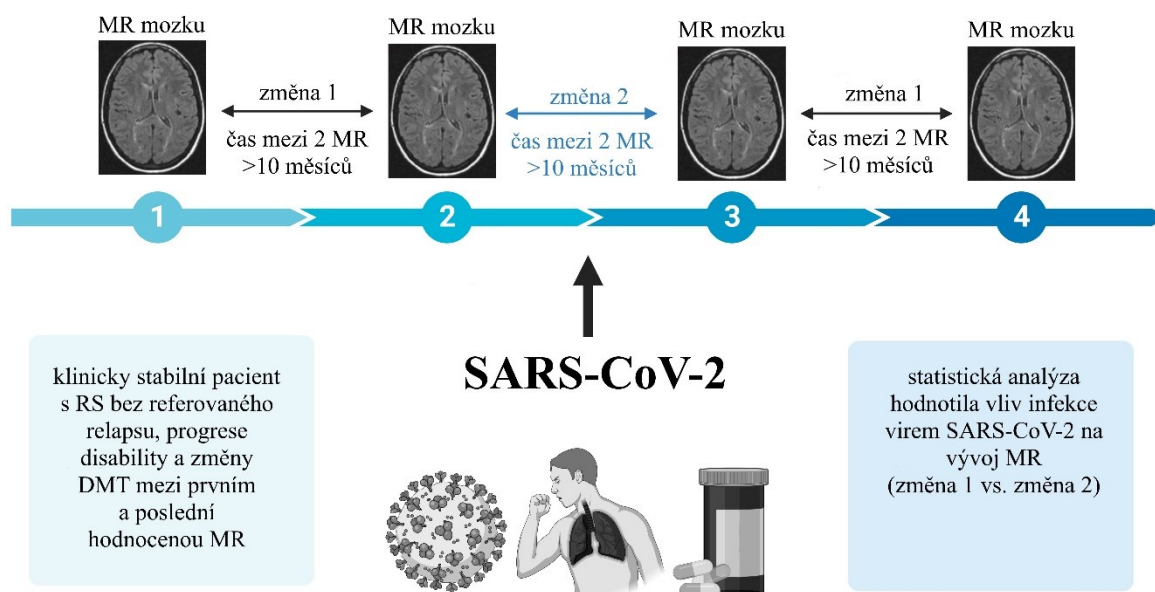 MR mozku
MR mozku
MR mozku
MR mozku
změna 1
čas mezi 2 MR
>10 měsíců
změna 2
čas mezi 2 MR
>10 měsíců
změna 1
čas mezi 2 MR
>10 měsíců
1
2
3
4
SARS-CoV-2
klinicky stabilní pacient
s RS bez referovaného
relapsu, progrese
disability a změny
DMT mezi prvním
a poslední
hodnocenou MR
statistická analýza
hodnotila vliv infekce
virem SARS-CoV-2 na
vývoj MR
(změna 1 vs. změna 2)